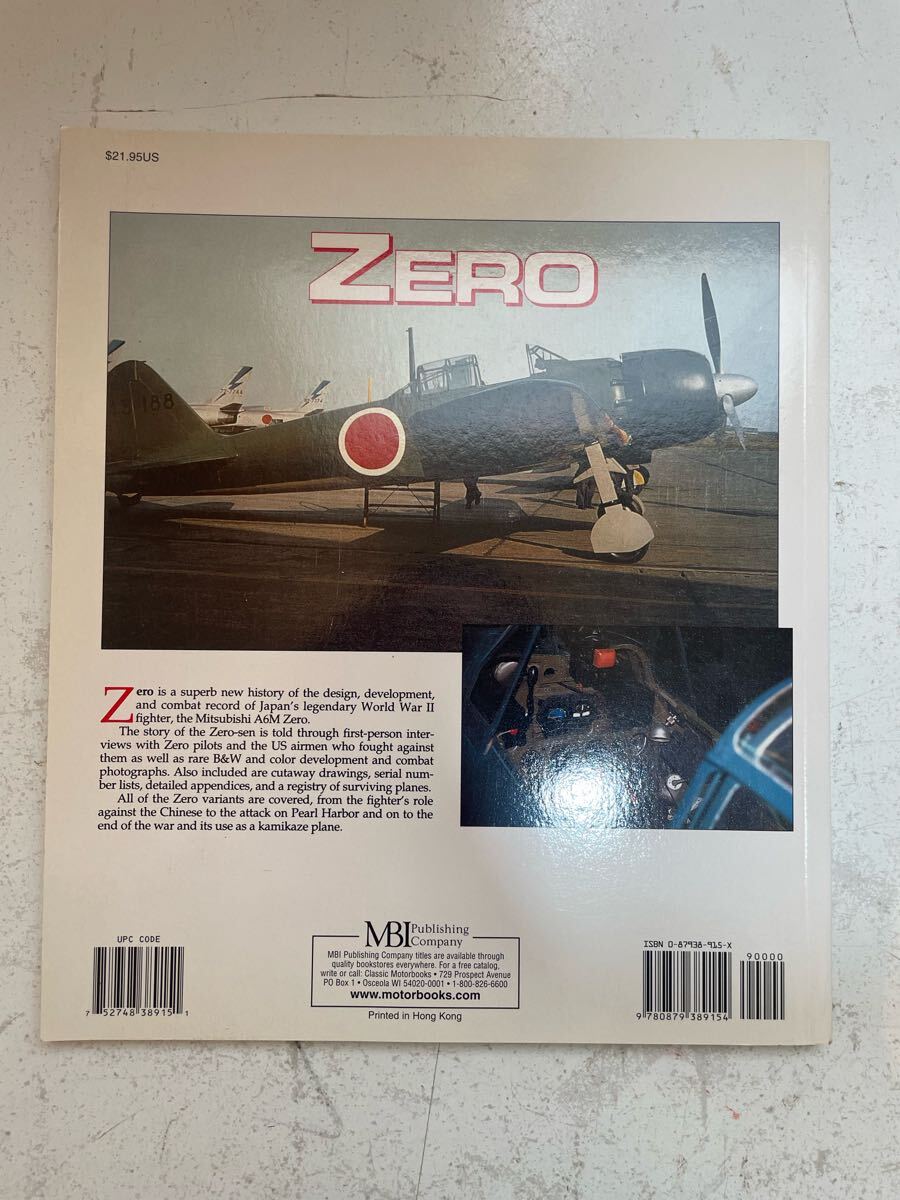 $21.95US
ZERO
188
Zero is a superb new history of the design, development,
and combat record of Japan's legendary World War II
fighter, the Mitsubishi A6M Zero.
The story of the Zero-sen is told through first-person inter-
views with Zero pilots and the US airmen who fought against
them as well as rare B&W and color development and combat
photographs. Also included are cutaway drawings, serial num-
ber lists, detailed appendices, and a registry of surviving planes.
All of the Zero variants are covered, from the fighter's role
against the Chinese to the attack on Pearl Harbor and on to the
end of the war and its use as a kamikaze plane.
UPC CODE
7 52748 38915 1
MBI Publishing
Company
MBI Publishing Company titles are available through
quality bookstores everywhere. For a free catalog,
write or call: Classic Motorbooks • 729 Prospect Avenue
PO Box 1 • Osceola WI 54020-0001 • 1-800-826-6600
www.motorbooks.com
Printed in Hong Kong
ISBN 0-87938-915-X
90000
9 780879 389154